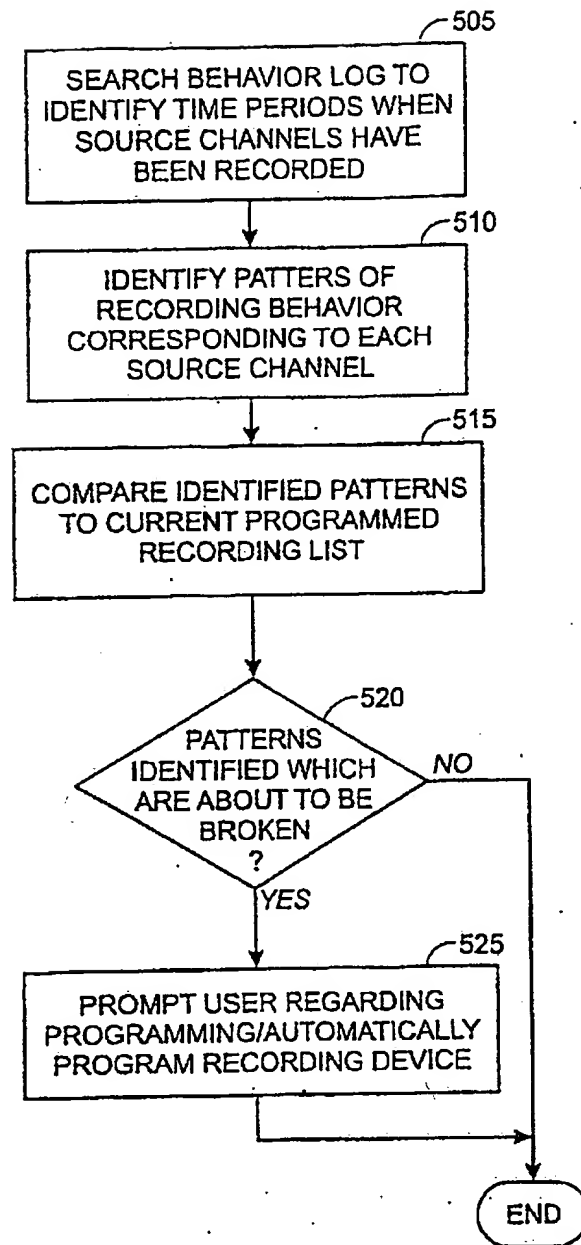 505
SEARCH BEHAVIOR LOG TO
IDENTIFY TIME PERIODS WHEN
SOURCE CHANNELS HAVE
BEEN RECORDED
510
IDENTIFY PATTERS OF
RECORDING BEHAVIOR
CORRESPONDING TO EACH
SOURCE CHANNEL
515
COMPARE IDENTIFIED PATTERNS
TO CURRENT PROGRAMMED
RECORDING LIST
520
PATTERNS
IDENTIFIED WHICH
ARE ABOUT TO BE
BROKEN
?
NO
YES
525
PROMPT USER REGARDING
PROGRAMMING/AUTOMATICALLY
PROGRAM RECORDING DEVICE
END